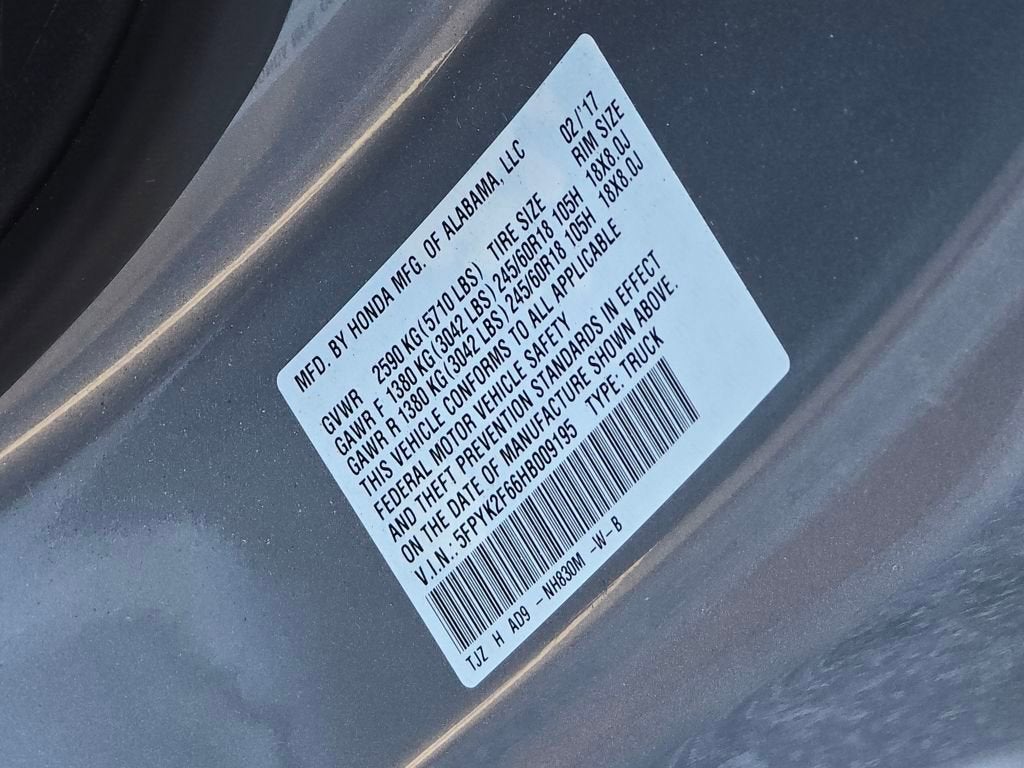 MFD. BY HONDA MFG. OF ALABAMA, LLC 02/'17
TIRE SIZE RIM SIZE
GVWR 2590 KG(5710 LBS)
GAWR F 1380 KG(3042 LBS) 245/60R18 105H 18X8.0J
GAWR R 1380 KG(3042 LBS) 245/60R18 105H 18X8.0J
THIS VEHICLE CONFORMS TO ALL APPLICABLE
FEDERAL MOTOR VEHICLE SAFETY
AND THEFT PREVENTION STANDARDS IN EFFECT
ON THE DATE OF MANUFACTURE SHOWN ABOVE.
V.I.N.: 5FPYK2F66HB009195 TYPE: TRUCK
TJZ H AD9 -NH830M -W-B